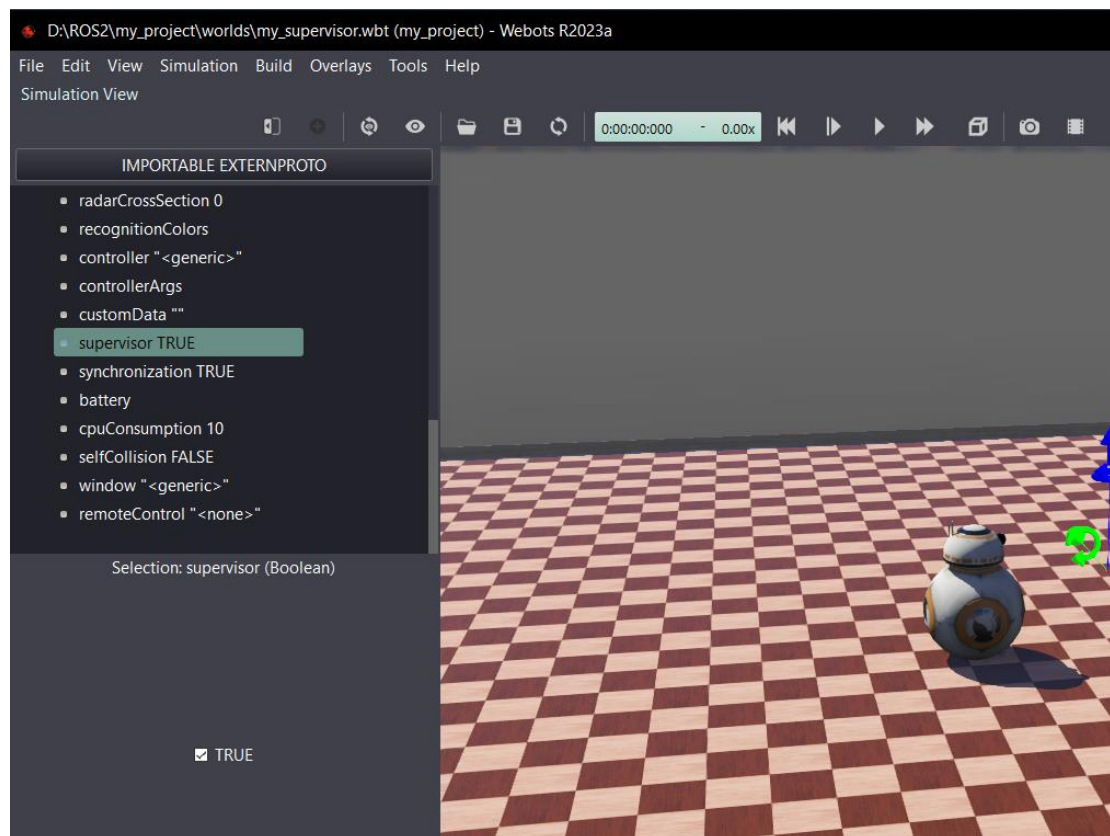 D:\ROS2\my_project\worlds\my_supervisor.wbt (my_project) - Webots R2023a
File Edit View Simulation Build Overlays Tools Help
Simulation View
0:00:00:000 - 0.00x
IMPORTABLE EXTERNPROTO
radarCrossSection 0
recognitionColors
controller "<generic>"
controllerArgs
customData ""
supervisor TRUE
synchronization TRUE
battery
cpuConsumption 10
selfCollision FALSE
window "<generic>"
remoteControl "<none>"
Selection: supervisor (Boolean)
TRUE